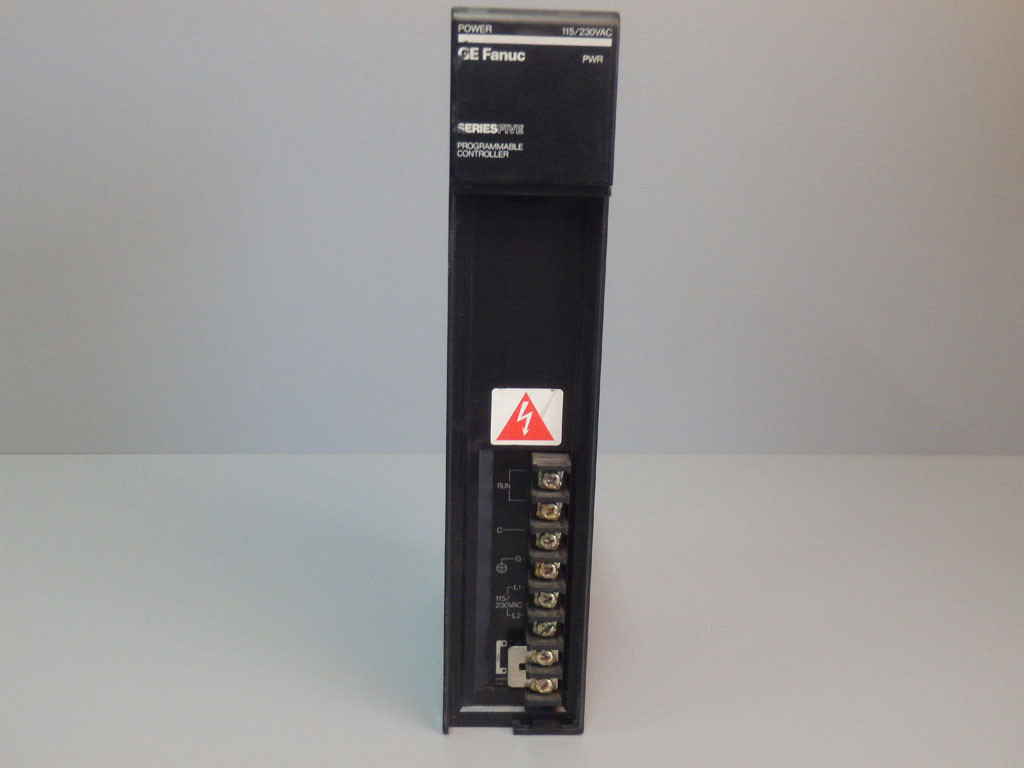 POWER 115/230VAC
GE Fanuc PWR
SERIES FIVE
PROGRAMMABLE
CONTROLLER
RUN
C
G
L1
115/
230VAC
L2